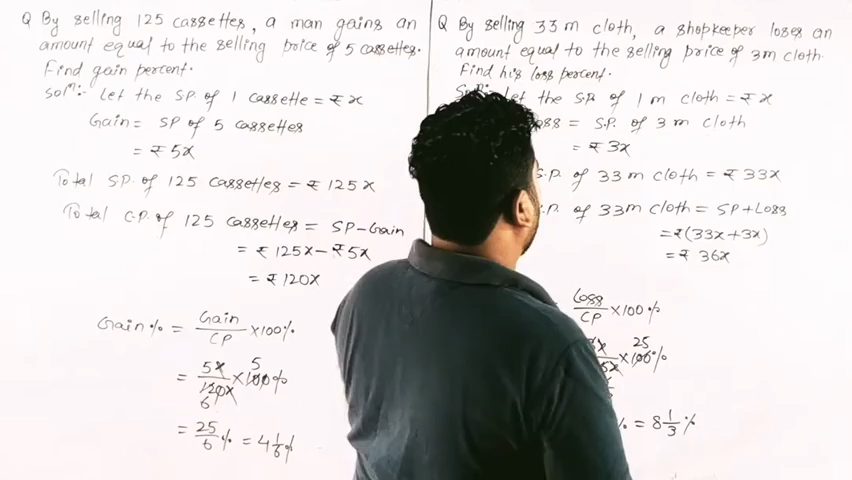 Q By selling 125 cassettes, a man gains an
amount equal to the selling price of 5 cassettes.
Find gain percent.
Solⁿ:- Let the SP of 1 cassette = ₹ x
Gain = SP of 5 cassettes
= ₹ 5x
Total S.P. of 125 cassettes = ₹ 125x
Total C.P. of 125 cassettes = SP-Gain
= ₹ 125x - ₹ 5x
= ₹ 120x
Gain % = Gain/CP × 100%
= 5x/120x × 100% 5 6
= 25/6 % = 4 1/6 %
Q By selling 33 m cloth, a shopkeeper loses an
amount equal to the selling price of 3m cloth.
Find his loss percent.
Let the S.P. of 1 m cloth = ₹ x
= S.P. of 3 m cloth
= ₹ 3x
S.P. of 33 m cloth = ₹ 33x
P. of 33m cloth = SP + Loss
= ₹ (33x + 3x)
= ₹ 36x
Loss/CP × 100%
× 100% 25
% = 8 1/3 %